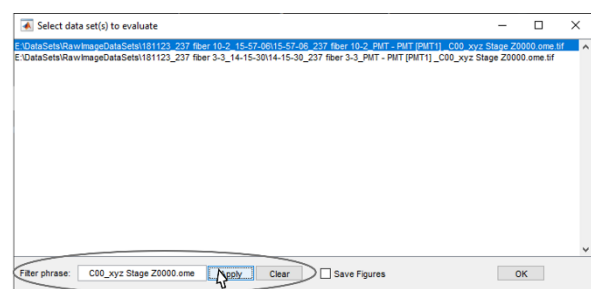 Select data set(s) to evaluate
E:\DataSets\RawImageDataSets\181123_237 fiber 10-2_15-57-06\15-57-06_237 fiber 10-2_PMT - PMT [PMT1] _C00_xyz Stage Z0000.ome.tif
E:\DataSets\RawImageDataSets\181123_237 fiber 3-3_14-15-30\14-15-30_237 fiber 3-3_PMT - PMT [PMT1] _C00_xyz Stage Z0000.ome.tif
Filter phrase: C00_xyz Stage Z0000.ome Apply Clear Save Figures OK